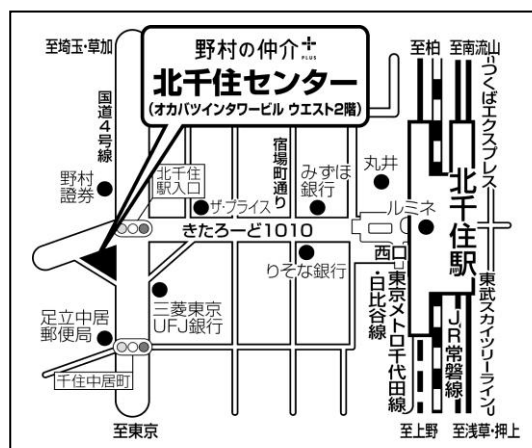 至埼玉・草加
野村の仲介+
PLUS
北千住センター
(オカバツインタワービル ウエスト2階)
至柏
至南流山
国道4号線
野村
證券
北千住
駅入口
ザ・プライス
宿場町通り
みずほ
銀行
丸井
ルミネ
北千住駅
つくばエクスプレス
きたろーど1010
西口
りそな銀行
足立中居
郵便局
三菱東京
UFJ銀行
東京メトロ千代田線
・日比谷線
JR常磐線
東武スカイツリーライン
千住中居町
至東京
至上野
至浅草・押上